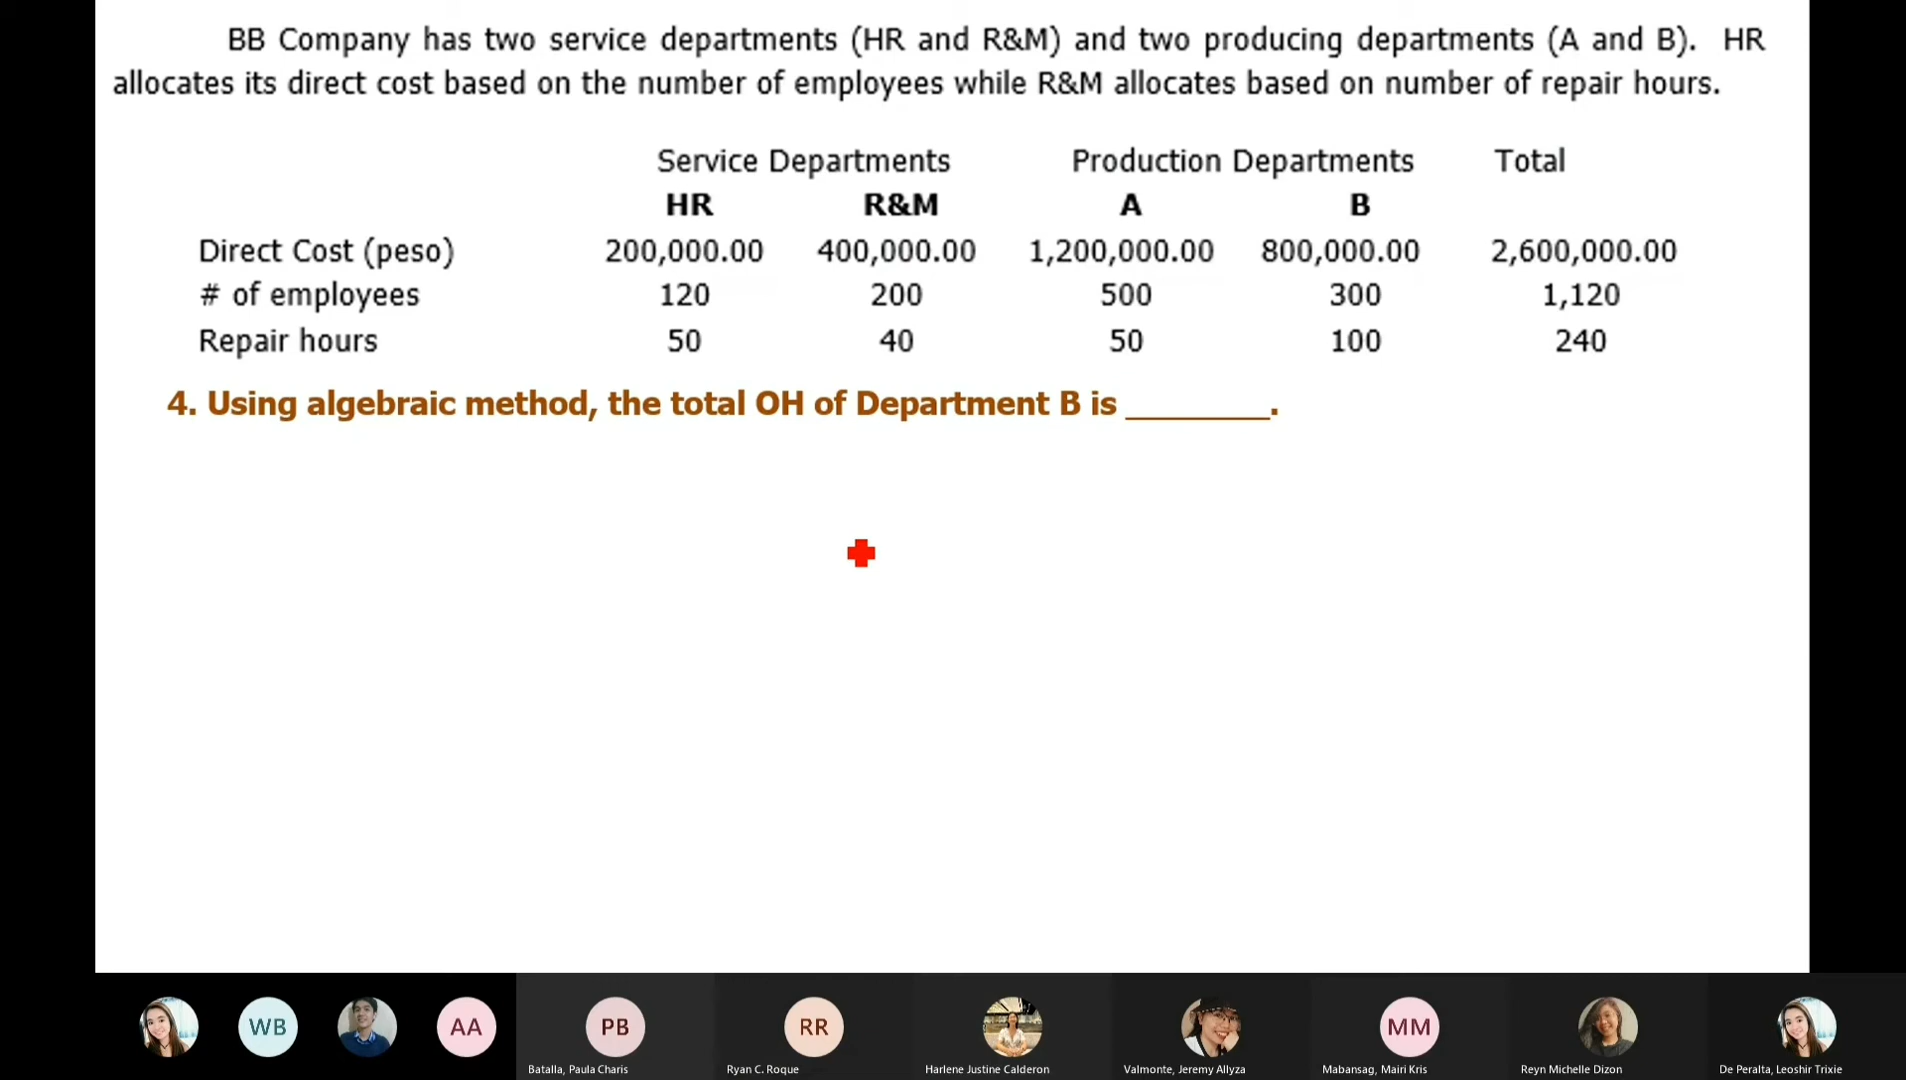 BB Company has two service departments (HR and R&M) and two producing departments (A and B). HR
allocates its direct cost based on the number of employees while R&M allocates based on number of repair hours.
Service Departments Production Departments Total
HR R&M A B
Direct Cost (peso) 200,000.00 400,000.00 1,200,000.00 800,000.00 2,600,000.00
# of employees 120 200 500 300 1,120
Repair hours 50 40 50 100 240
4. Using algebraic method, the total OH of Department B is ________.
WB AA PB RR MM
Batalla, Paula Charis Ryan C. Roque Harlene Justine Calderon Valmonte, Jeremy Allyza Mabansag, Mairi Kris Reyn Michelle Dizon De Peralta, Leoshir Trixie